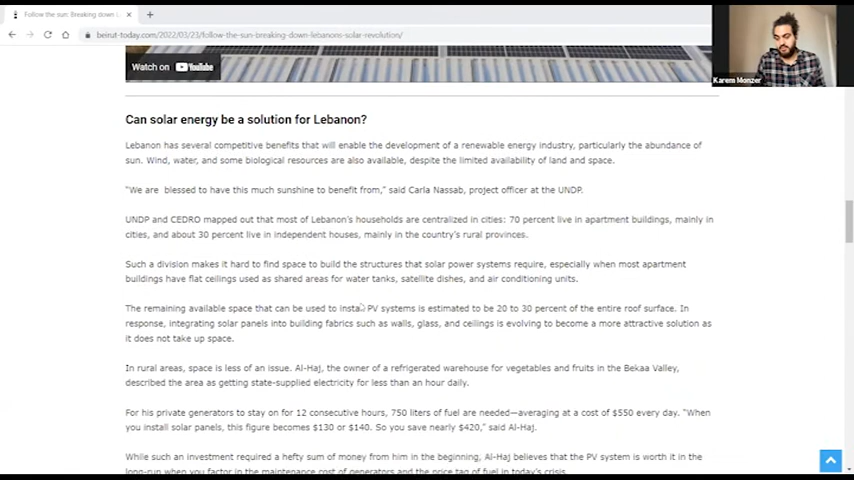 Follow the sun: Breaking down L
beirut-today.com/2022/03/23/follow-the-sun-breaking-down-lebanons-solar-revolution/
Watch on YouTube
Karem Monzer
Can solar energy be a solution for Lebanon?
Lebanon has several competitive benefits that will enable the development of a renewable energy industry, particularly the abundance of
sun. Wind, water, and some biological resources are also available, despite the limited availability of land and space.
"We are blessed to have this much sunshine to benefit from," said Carla Nassab, project officer at the UNDP.
UNDP and CEDRO mapped out that most of Lebanon's households are centralized in cities: 70 percent live in apartment buildings, mainly in
cities, and about 30 percent live in independent houses, mainly in the country's rural provinces.
Such a division makes it hard to find space to build the structures that solar power systems require, especially when most apartment
buildings have flat ceilings used as shared areas for water tanks, satellite dishes, and air conditioning units.
The remaining available space that can be used to install PV systems is estimated to be 20 to 30 percent of the entire roof surface. In
response, integrating solar panels into building fabrics such as walls, glass, and ceilings is evolving to become a more attractive solution as
it does not take up space.
In rural areas, space is less of an issue. Al-Haj, the owner of a refrigerated warehouse for vegetables and fruits in the Bekaa Valley,
described the area as getting state-supplied electricity for less than an hour daily.
For his private generators to stay on for 12 consecutive hours, 750 liters of fuel are needed—averaging at a cost of $550 every day. "When
you install solar panels, this figure becomes $130 or $140. So you save nearly $420," said Al-Haj.
While such an investment required a hefty sum of money from him in the beginning, Al-Haj believes that the PV system is worth it in the
long-run when you factor in the maintenance cost of generators and the price tag of fuel in today's crisis.